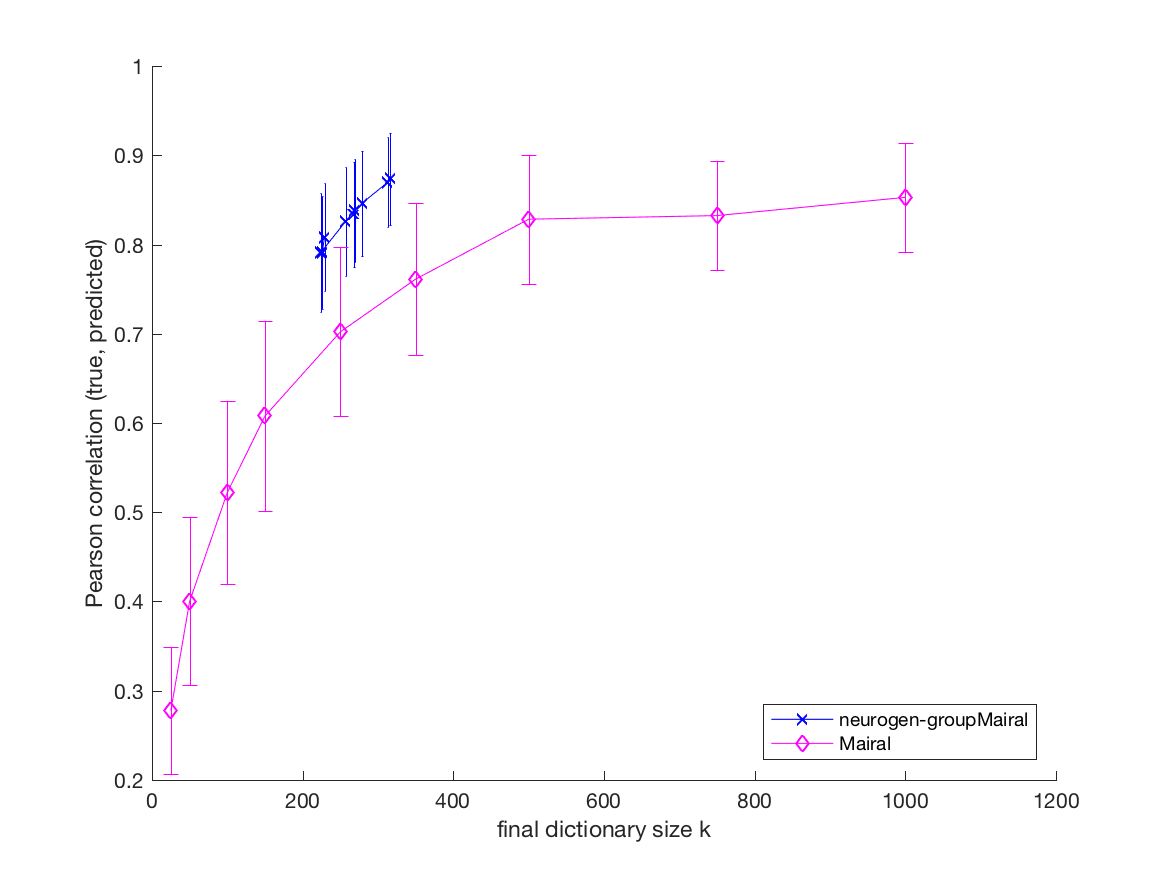 1
0.9
0.8
0.7
0.6
0.5
0.4
0.3
0.2
Pearson correlation (true, predicted)
neurogen-groupMairal
Mairal
0 200 400 600 800 1000 1200
final dictionary size k